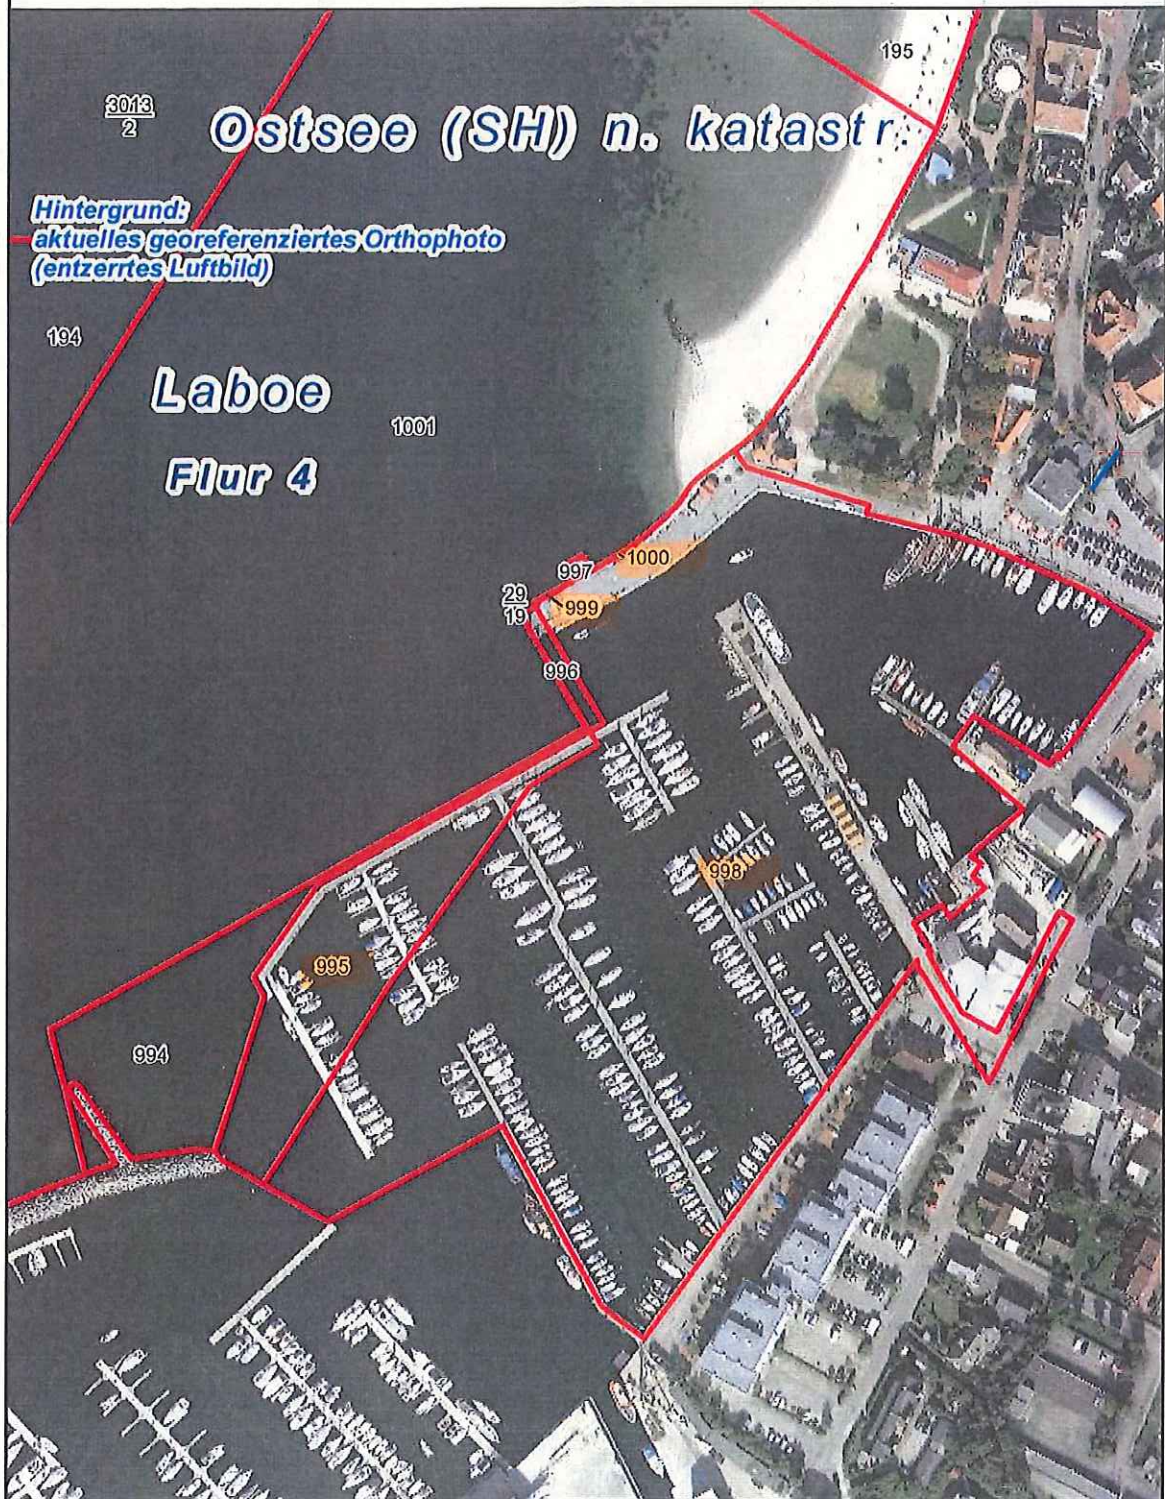 195
3013
2
Ostsee (SH) n. katastr.
Hintergrund:
aktuelles georeferenziertes Orthophoto
(entzerrtes Luftbild)
194
Laboe
1001
Flur 4
1000
997
29
19
999
996
998
995
994